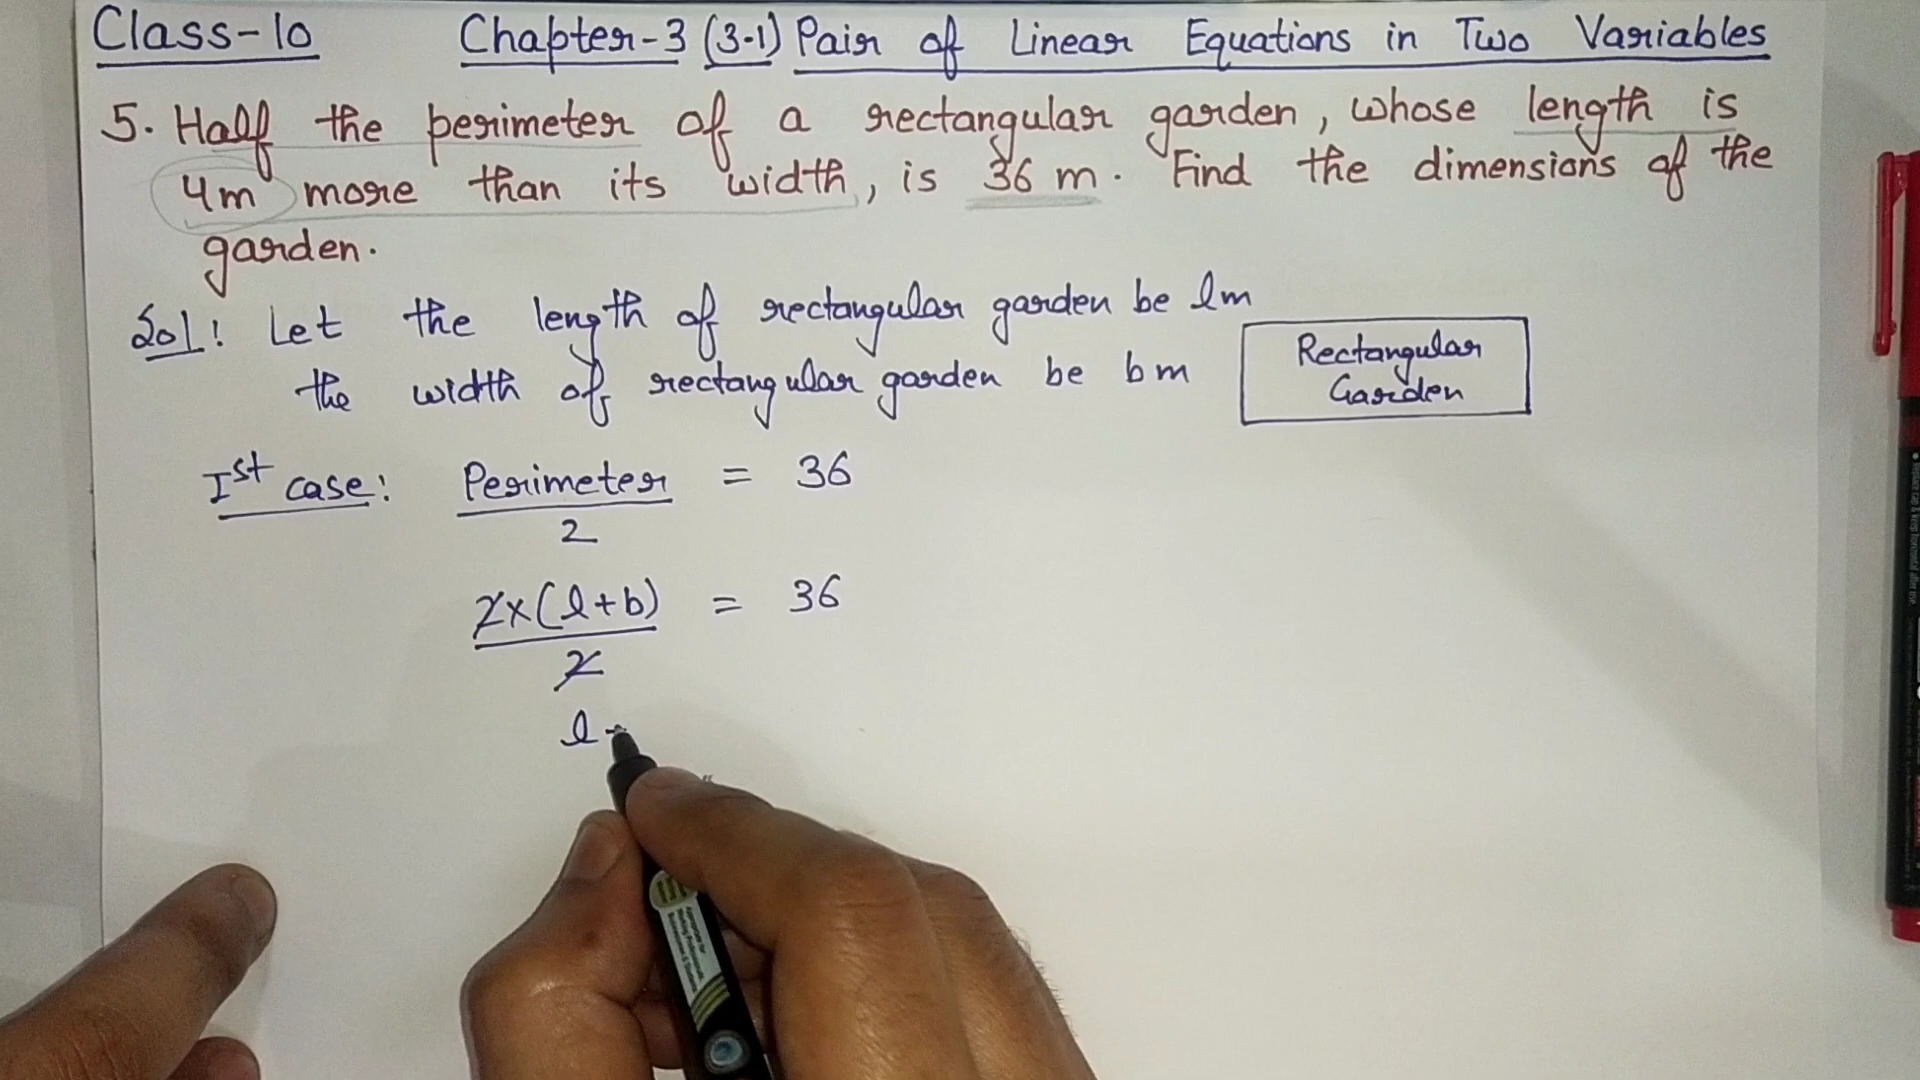 Class-10 Chapter-3 (3.1) Pair of Linear Equations in Two Variables
5. Half the perimeter of a rectangular garden, whose length is
4m more than its width, is 36 m. Find the dimensions of the
garden.
Sol: Let the length of rectangular garden be lm
the width of rectangular garden be bm
Rectangular
Garden
Ist case: Perimeter = 36
2
2x(l+b) = 36
2
l